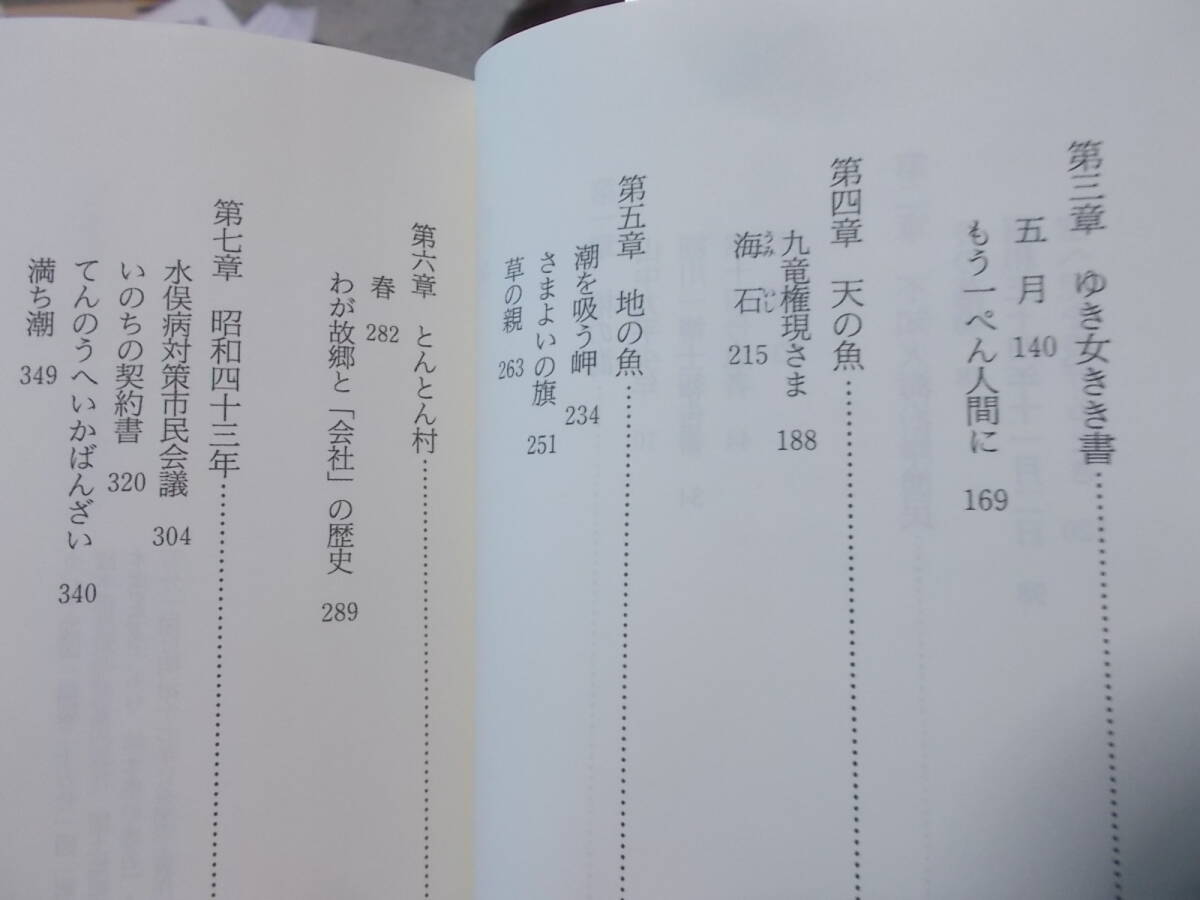 第三章 ゆき女きき書……
五月 140
もう一ぺん人間に 169
第四章 天の魚……
九竜権現さま 188
海石 215
うみ いし
第五章 地の魚……
潮を吸う岬 234
さまよいの旗 251
草の親 263
第六章 とんとん村……
春 282
わが故郷と「会社」の歴史 289
第七章 昭和四十三年……
水俣病対策市民会議 304
いのちの契約書 320
てんのうへいかばんざい 340
満ち潮 349